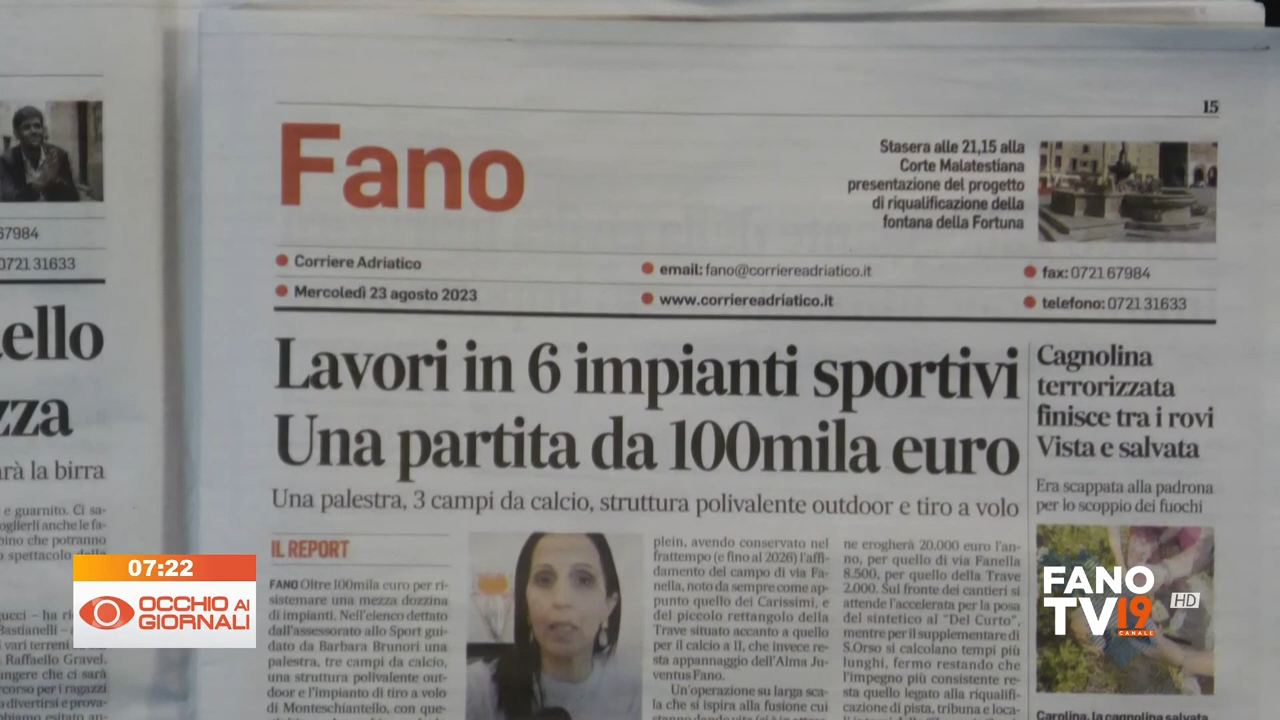 67984
0721 31633
ello
zza
rà la birra
e guarnito. Ci sa-
oglierli anche le fa-
bino che potranno
spettacolo della
ucci – ha ri
Bastianelli –
vari terreni
Raffaello Gravel.
ungere che ci sarà
corso per i ragazzi
divertirsi e prova-
15
Fano
Stasera alle 21,15 alla
Corte Malatestiana
presentazione del progetto
di riqualificazione della
fontana della Fortuna
Corriere Adriatico
email: fano@corriereadriatico.it
fax: 0721 67984
Mercoledì 23 agosto 2023
www.corriereadriatico.it
telefono: 0721 31633
Lavori in 6 impianti sportivi
Una partita da 100mila euro
Una palestra, 3 campi da calcio, struttura polivalente outdoor e tiro a volo
IL REPORT
FANO Oltre 100mila euro per ri-
sistemare una mezza dozzina
di impianti. Nell'elenco detta
dall'assessorato allo Sport gui-
dato da Barbara Brunori una
palestra, tre campi da calcio,
una struttura polivalente out-
door e l'impianto di tiro a volo
di Monteschiantello, con que-
plein, avendo conservato nel
frattempo (e fino al 2026) l'affi-
damento del campo di via Fa-
nella, noto da sempre come ap-
punto quello dei Carissimi, e
del piccolo rettangolo della
Trave situato accanto a quello
per il calcio a 11, che invece re-
sta appannaggio dell'Alma Ju-
ventus Fano.
Un'operazione su larga sca-
la che si ispira alla fusione cui
ne erogherà 20.000 euro l'an-
no, per quello di via Fanella
8.500, per quello della Trave
2.000. Sul fronte dei cantieri si
attende l'accelerata per la posa
del sintetico al "Del Curto",
mentre per il supplementare di
S.Orso si calcolano tempi più
lunghi, fermo restando che
l'impegno più consistente re-
sta quello legato alla riqualifi-
cazione di pista, tribuna e loca-
Cagnolina
terrorizzata
finisce tra i rovi
Vista e salvata
Era scappata alla padrona
per lo scoppio dei fuochi
Carolina, la cagnolina salvata
07:22
OCCHIO AI
GIORNALI
FANO
TV19
CANALE
HD